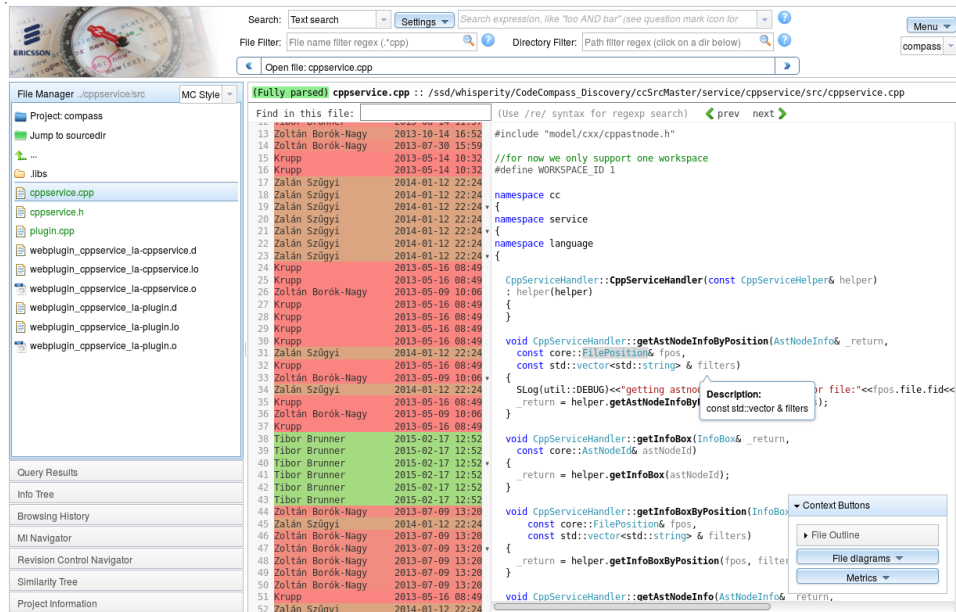 Search: Text search Settings Search expression, like "foo AND bar" (see question mark icon for
Menu
ERICSSON
File Filter: File name filter regex (.*cpp) Directory Filter: Path filter regex (click on a dir below)
compass
Open file: cppservice.cpp
File Manager ../cppservice/src MC Style
(Fully parsed) cppservice.cpp :: /ssd/whisperity/CodeCompass_Discovery/ccSrcMaster/service/cppservice/src/cppservice.cpp
Find in this file: (Use /re/ syntax for regexp search) prev next
Project: compass
Jump to sourcedir
...
.libs
cppservice.cpp
cppservice.h
plugin.cpp
webplugin_cppservice_la-cppservice.d
webplugin_cppservice_la-cppservice.lo
webplugin_cppservice_la-cppservice.o
webplugin_cppservice_la-plugin.d
webplugin_cppservice_la-plugin.lo
webplugin_cppservice_la-plugin.o
Query Results
Info Tree
Browsing History
MI Navigator
Revision Control Navigator
Similarity Tree
Project Information
12 Tibor Brunner
13 Zoltán Borók-Nagy 2013-10-14 16:52 #include "model/cxx/cppastnode.h"
14 Zoltán Borók-Nagy 2013-07-30 15:59
15 Krupp 2013-05-14 10:32 //for now we only support one workspace
16 Krupp 2013-05-14 10:32 #define WORKSPACE_ID 1
17 Zalán Szűgyi 2014-01-12 22:24
18 Zalán Szűgyi 2014-01-12 22:24 namespace cc
19 Zalán Szűgyi 2014-01-12 22:24 {
20 Zalán Szűgyi 2014-01-12 22:24 namespace service
21 Zalán Szűgyi 2014-01-12 22:24 {
22 Zalán Szűgyi 2014-01-12 22:24 namespace language
23 Zalán Szűgyi 2014-01-12 22:24 {
24 Krupp 2013-05-16 08:49
25 Krupp 2013-05-16 08:49 CppServiceHandler::CppServiceHandler(const CppServiceHelper& helper)
26 Zoltán Borók-Nagy 2013-05-09 10:06 : helper(helper)
27 Krupp 2013-05-16 08:49 {
28 Krupp 2013-05-16 08:49 }
29 Krupp 2013-05-16 08:49
30 Krupp 2013-05-16 08:49 void CppServiceHandler::getAstNodeInfoByPosition(AstNodeInfo& _return,
31 Zalán Szűgyi 2014-01-12 22:24 const core::FilePosition& fpos,
32 Krupp 2013-05-16 08:49 const std::vector<std::string> & filters)
33 Zoltán Borók-Nagy 2013-05-09 10:06 {
34 Zalán Szűgyi 2014-01-12 22:24 SLog(util::DEBUG)<<"getting astno or file:"<<fpos.file.fid<<
35 Krupp 2013-05-16 08:49 _return = helper.getAstNodeInfoBy );
36 Zoltán Borók-Nagy 2013-05-09 10:06 }
37 Krupp 2013-05-16 08:49
Description:
const std::vector & filters
38 Tibor Brunner 2015-02-17 12:52 void CppServiceHandler::getInfoBox(InfoBox& _return,
39 Tibor Brunner 2015-02-17 12:52 const core::AstNodeId& astNodeId)
40 Tibor Brunner 2015-02-17 12:52 {
41 Tibor Brunner 2015-02-17 12:52 _return = helper.getInfoBox(astNodeId);
42 Tibor Brunner 2015-02-17 12:52 }
43 Tibor Brunner 2015-02-17 12:52
44 Zoltán Borók-Nagy 2013-07-09 13:20 void CppServiceHandler::getInfoBoxByPosition(InfoBox
45 Zalán Szűgyi 2014-01-12 22:24 const core::FilePosition& fpos,
46 Zoltán Borók-Nagy 2013-07-09 13:20 const std::vector<std::string> & filters)
47 Zoltán Borók-Nagy 2013-07-09 13:20 {
48 Zoltán Borók-Nagy 2013-07-09 13:20 _return = helper.getInfoBoxByPosition(fpos, filter
49 Zoltán Borók-Nagy 2013-07-09 13:20 }
50 Zoltán Borók-Nagy 2013-07-09 13:20
51 Krupp 2013-05-16 08:49 void CppServiceHandler::getAstNodeInfo(AstNodeInfo& _return,
52 Zalán Szűgyi 2014-01-12 22:24
Context Buttons
File Outline
File diagrams
Metrics